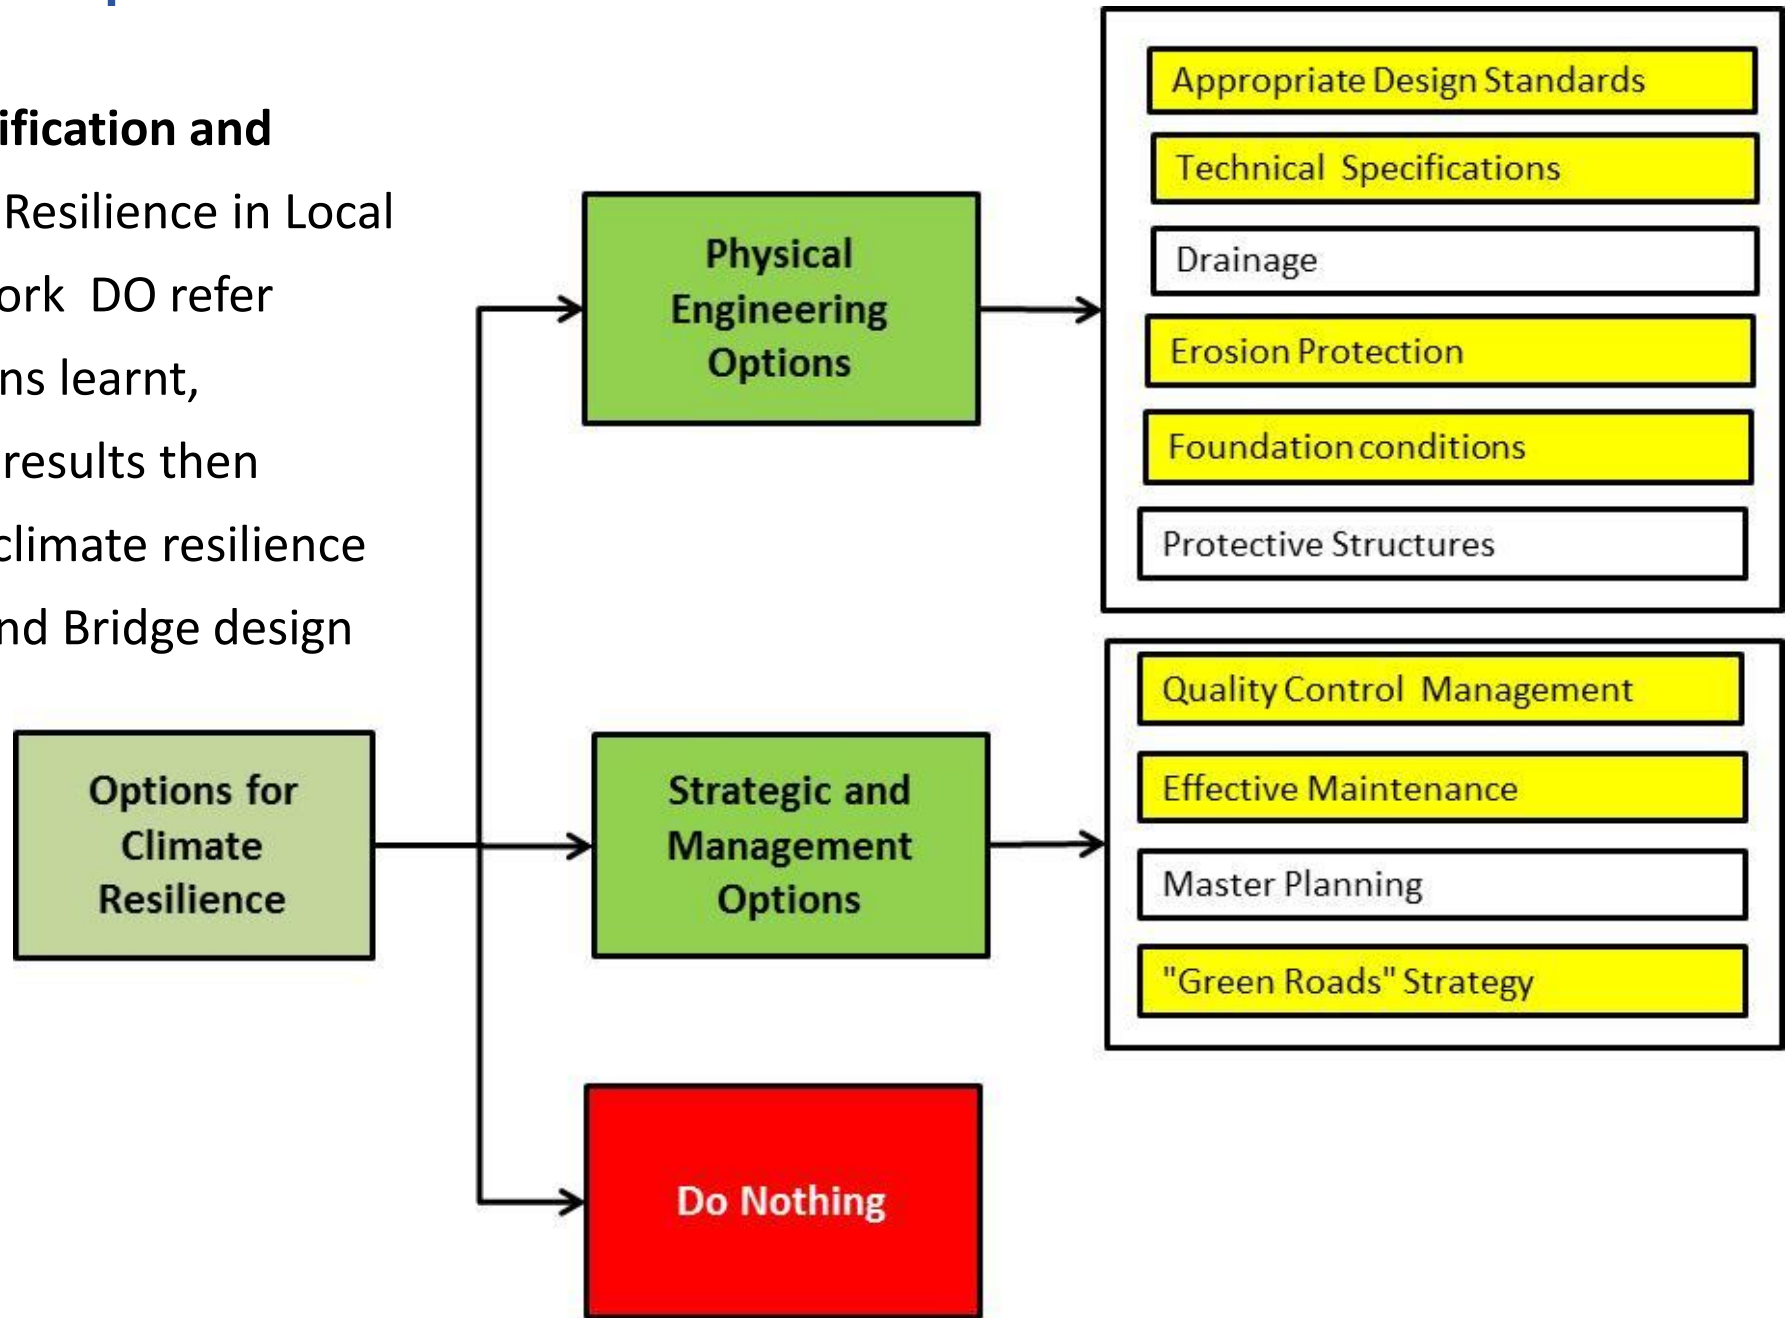 ification and
Resilience in Local
ork DO refer
ns learnt,
results then
climate resilience
nd Bridge design
Options for
Climate
Resilience
Physical
Engineering
Options
Strategic and
Management
Options
Do Nothing
Appropriate Design Standards
Technical Specifications
Drainage
Erosion Protection
Foundation conditions
Protective Structures
Quality Control Management
Effective Maintenance
Master Planning
"Green Roads" Strategy